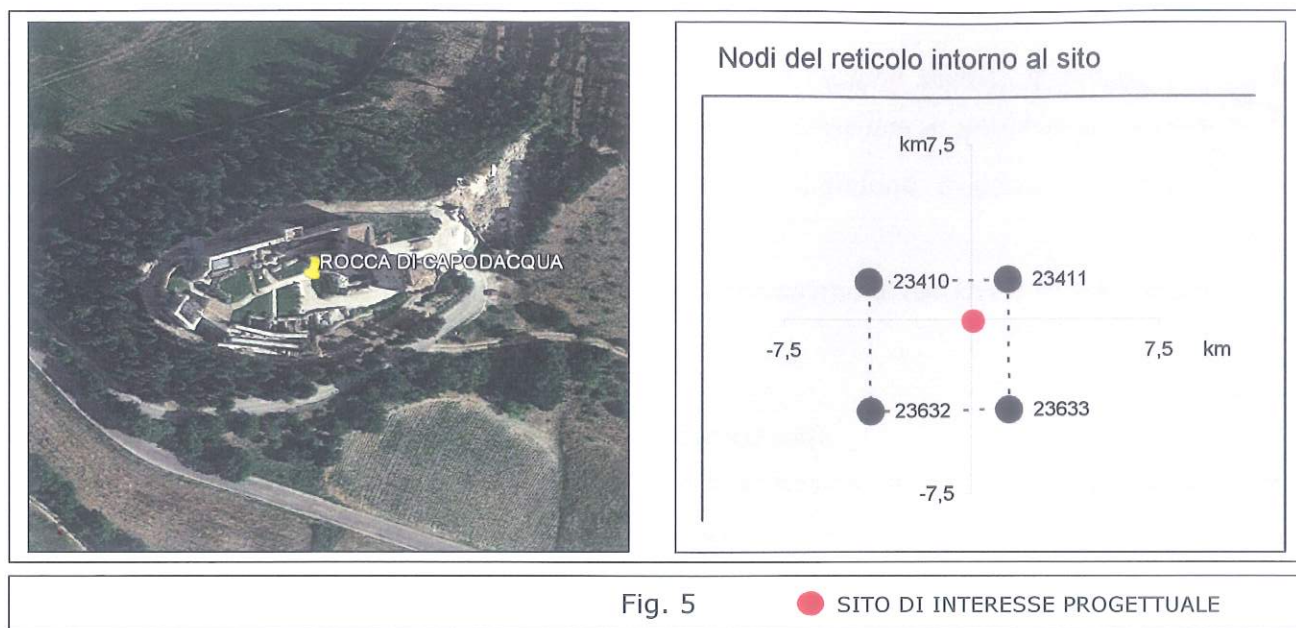 ROCCA DI CAPODACQUA
Nodi del reticolo intorno al sito
km7,5
23410
23411
-7,5
7,5 km
23632
23633
-7,5
Fig. 5
SITO DI INTERESSE PROGETTUALE